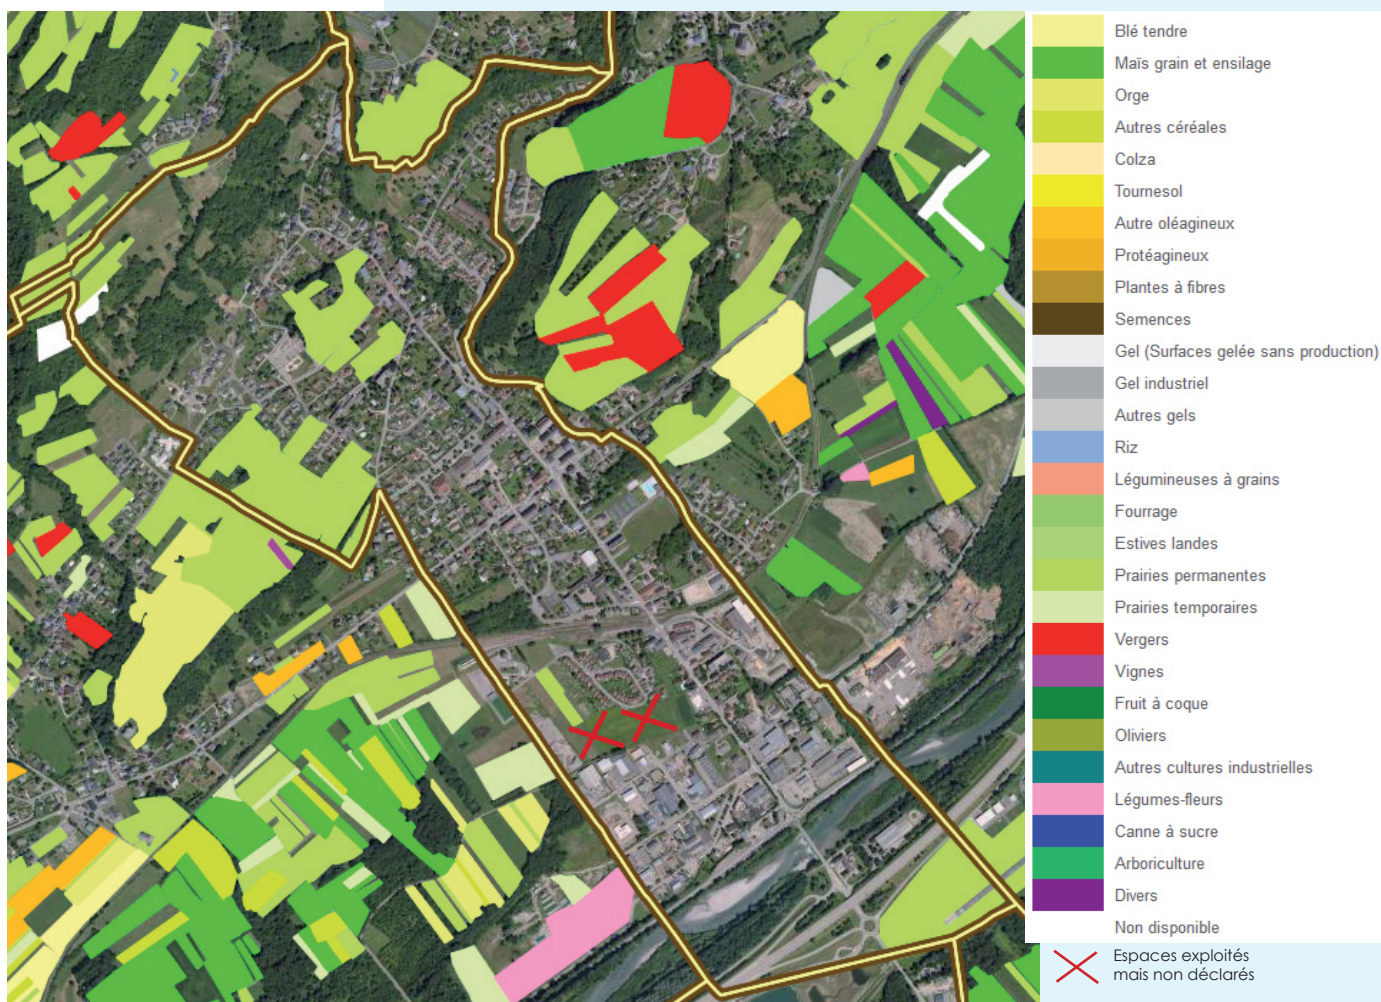 Blé tendre
Maïs grain et ensilage
Orge
Autres céréales
Colza
Tournesol
Autre oléagineux
Protéagineux
Plantes à fibres
Semences
Gel (Surfaces gelée sans production)
Gel industriel
Autres gels
Riz
Légumineuses à grains
Fourrage
Estives landes
Prairies permanentes
Prairies temporaires
Vergers
Vignes
Fruit à coque
Oliviers
Autres cultures industrielles
Légumes-fleurs
Canne à sucre
Arboriculture
Divers
Non disponible
Espaces exploités
mais non déclarés